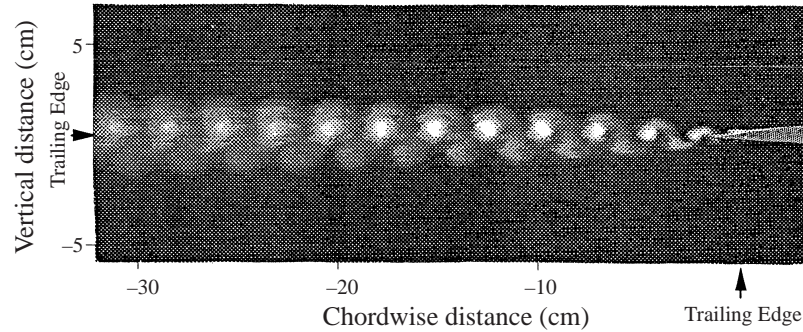 Vertical distance (cm)
Trailing Edge
5
–5
–30
–20
–10
Chordwise distance (cm)
Trailing Edge